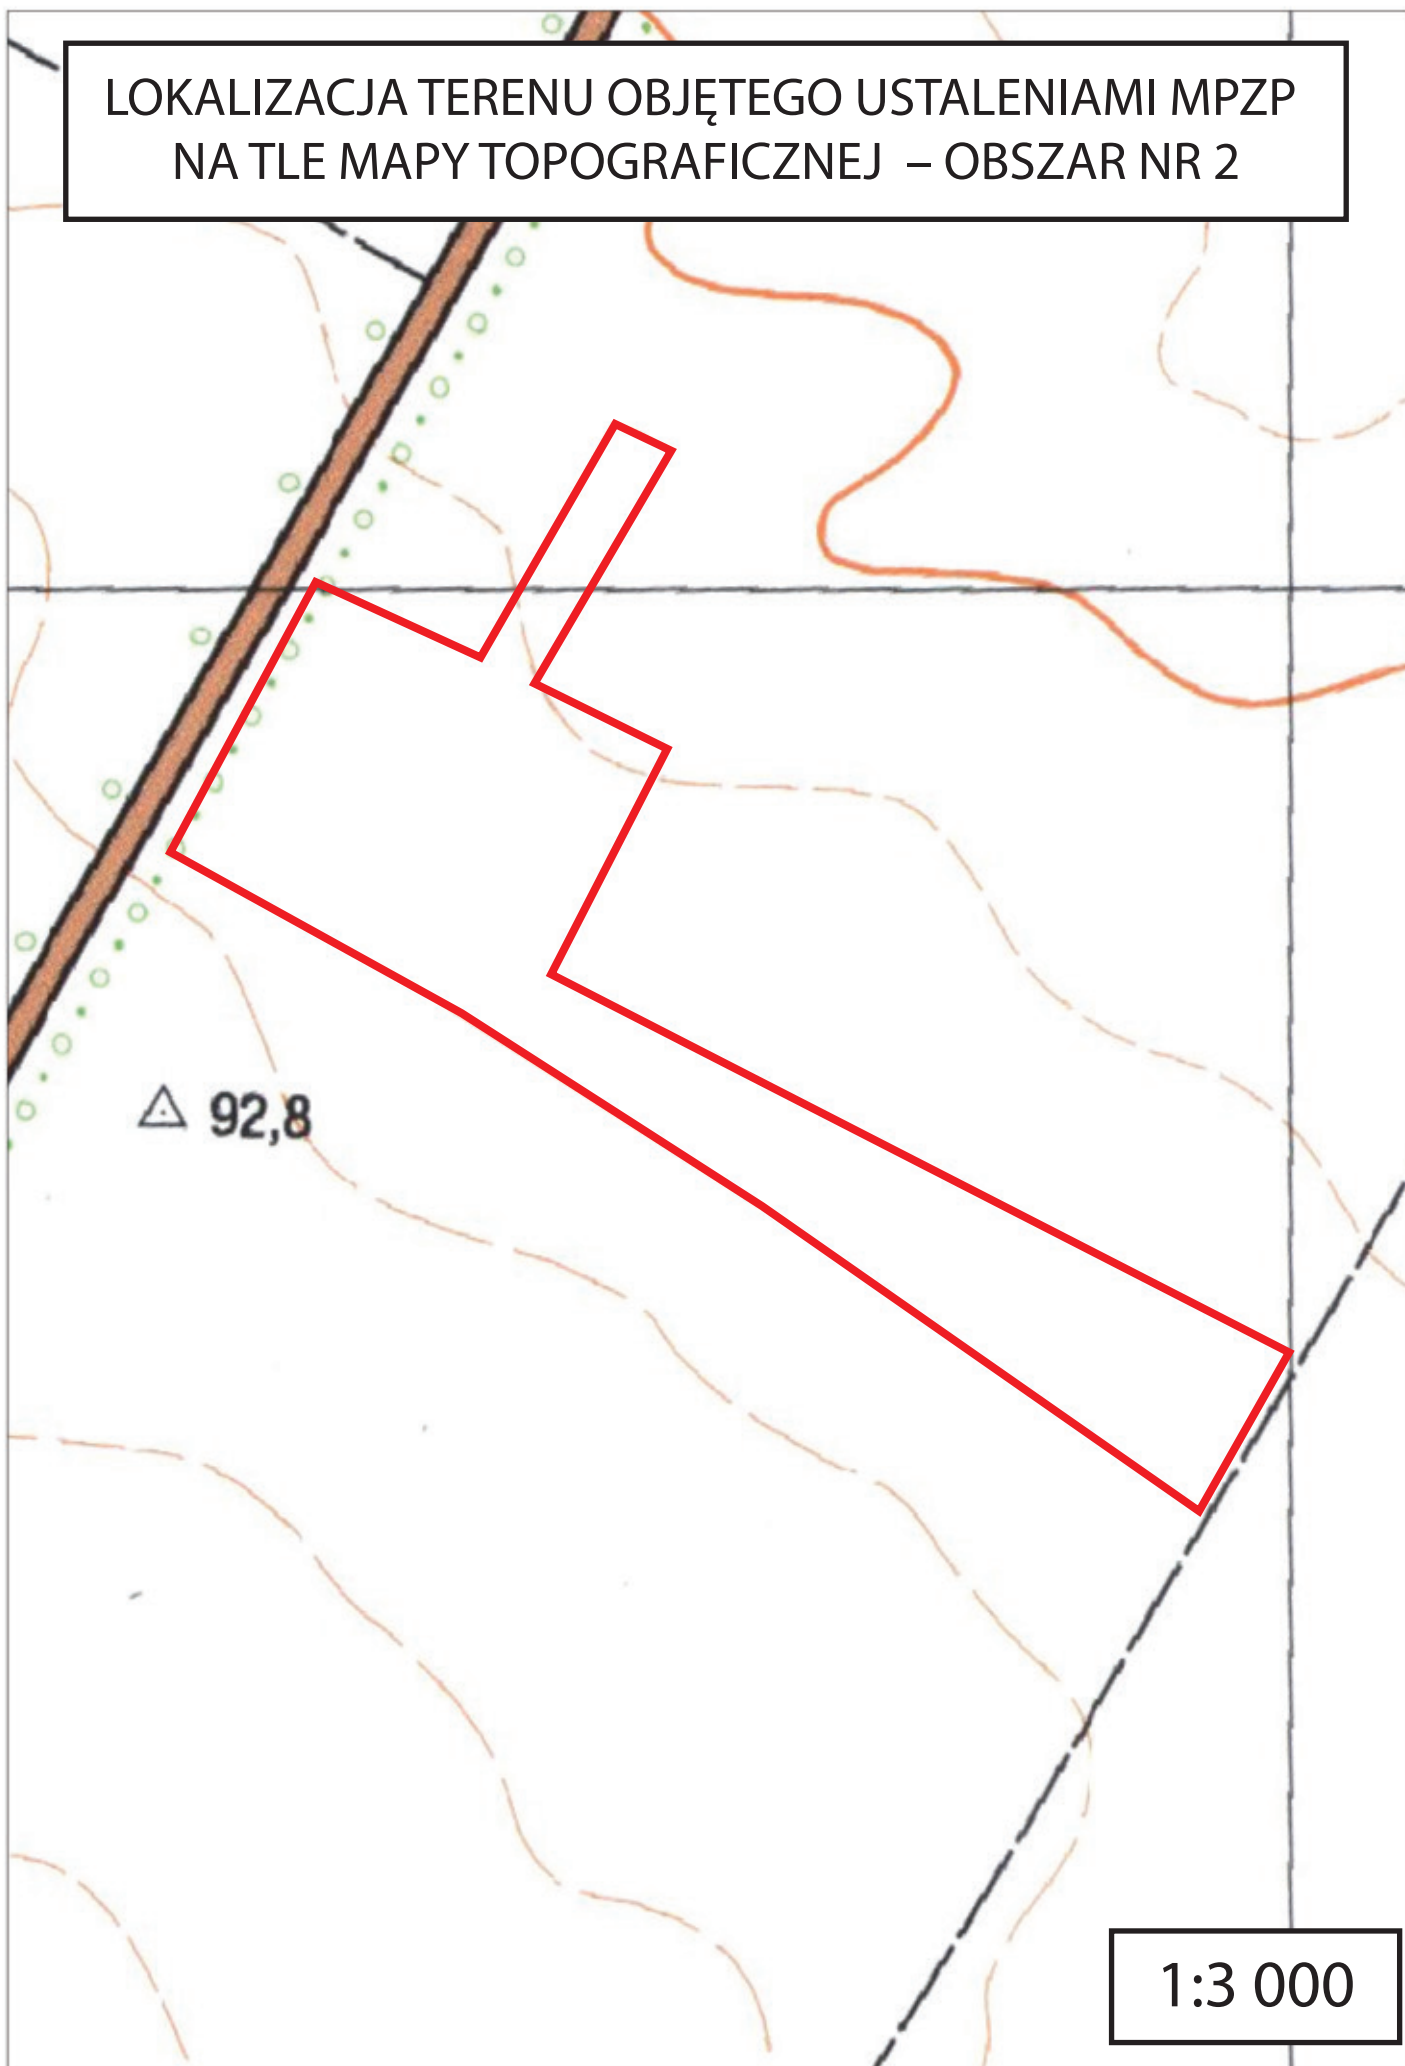 LOKALIZACJA TERENU OBJĘTEGO USTALENIAMI MPZP
NA TLE MAPY TOPOGRAFICZNEJ – OBSZAR NR 2
92,8
1:3 000